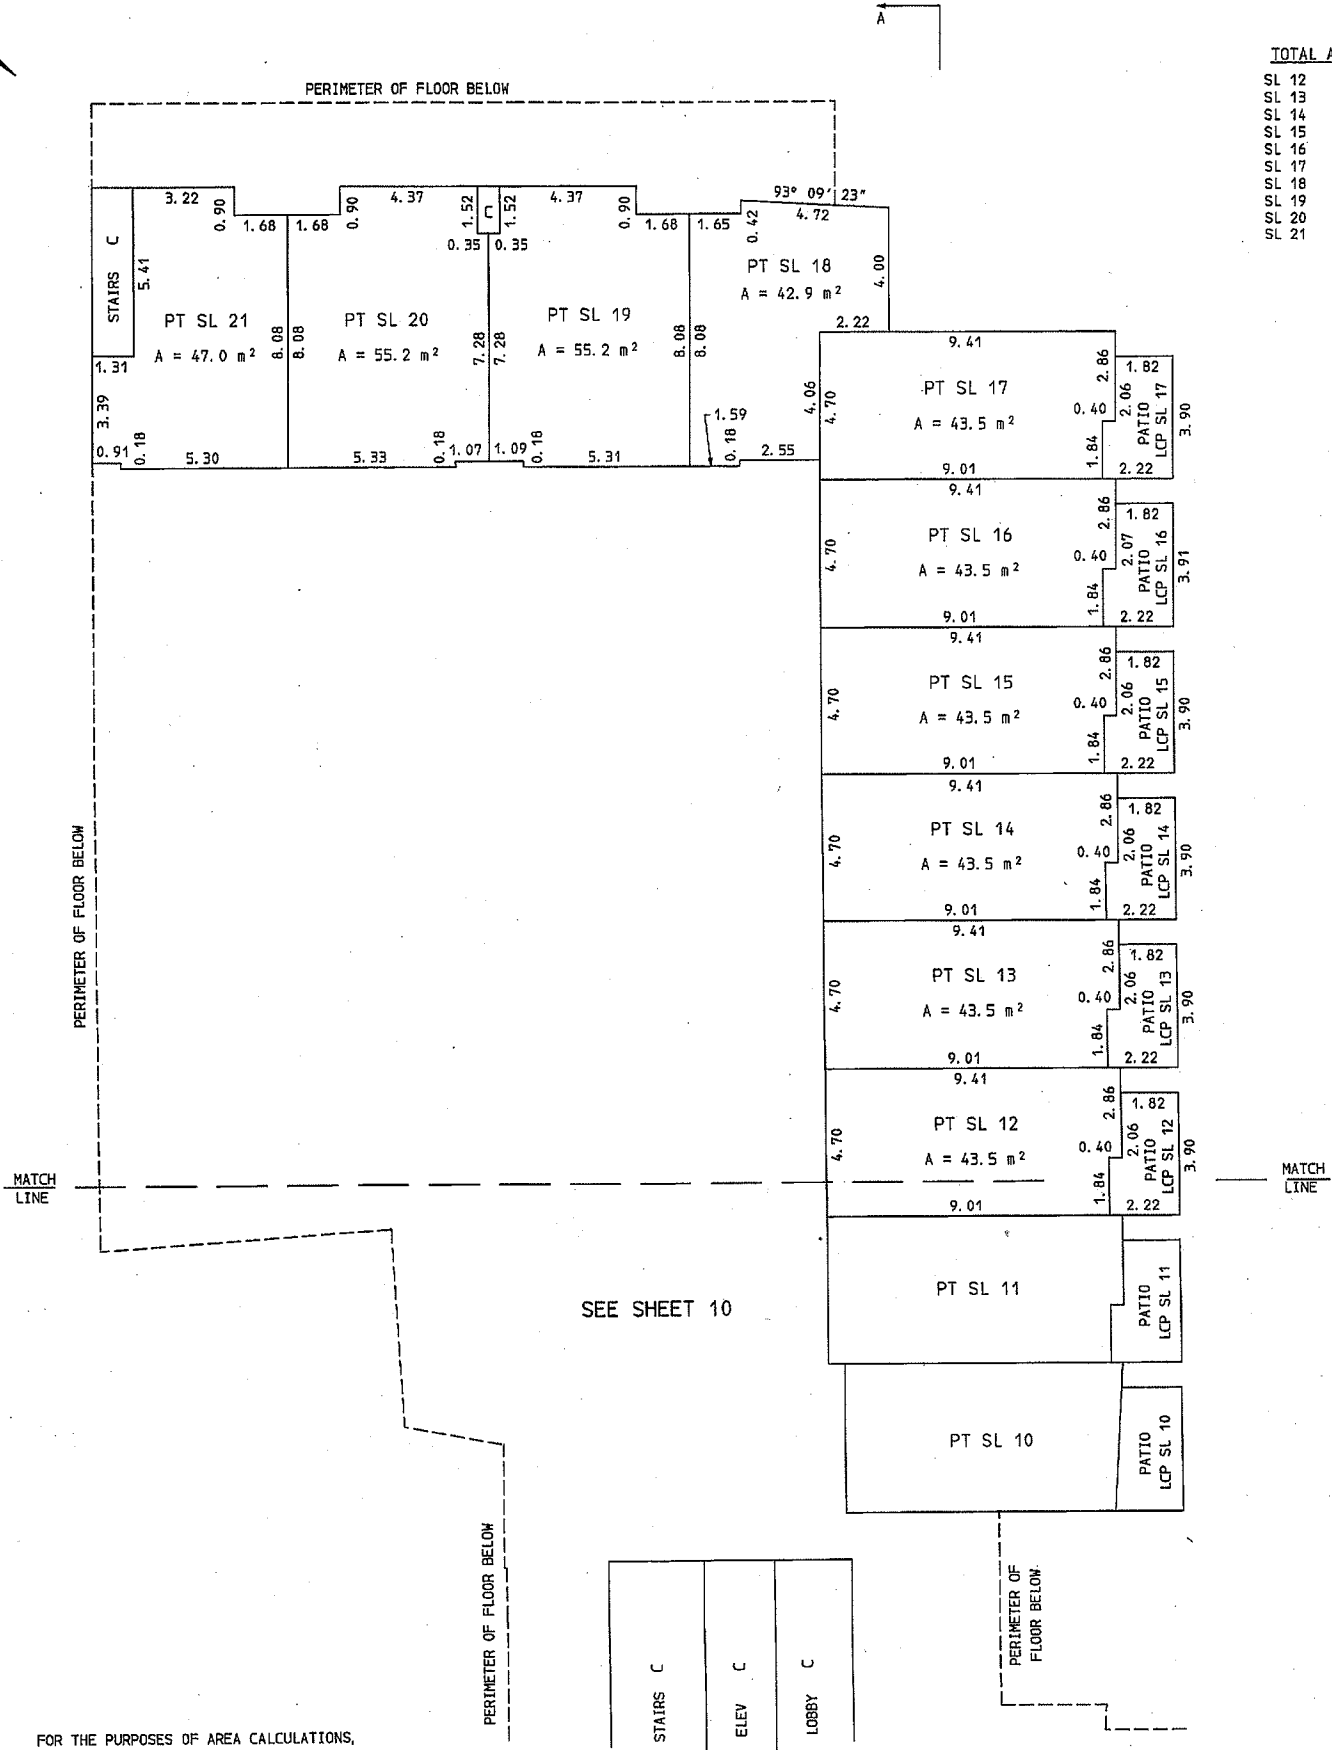 A
TOTAL A
SL 12
SL 13
SL 14
SL 15
SL 16
SL 17
SL 18
SL 19
SL 20
SL 21
PERIMETER OF FLOOR BELOW
STAIRS C
5.41
1.31
3.39
0.91
0.18
3.22
0.90
1.68
PT SL 21
A = 47.0 m²
8.08
5.30
1.68
0.90
4.37
1.52
0.35
PT SL 20
A = 55.2 m²
8.08
7.28
5.33
0.18
1.07
C
1.52
0.35
4.37
0.90
1.68
PT SL 19
A = 55.2 m²
7.28
8.08
1.09
0.18
5.31
1.65
0.42
93° 09' 23"
4.72
PT SL 18
A = 42.9 m²
4.00
2.22
8.08
4.06
1.59
0.18
2.55
9.41
PT SL 17
A = 43.5 m²
4.70
2.86
0.40
1.84
9.01
1.82
2.06
PATIO
LCP SL 17
3.90
2.22
9.41
PT SL 16
A = 43.5 m²
4.70
2.86
0.40
1.84
9.01
1.82
2.07
PATIO
LCP SL 16
3.91
2.22
9.41
PT SL 15
A = 43.5 m²
4.70
2.86
0.40
1.84
9.01
1.82
2.06
PATIO
LCP SL 15
3.90
2.22
9.41
PT SL 14
A = 43.5 m²
4.70
2.86
0.40
1.84
9.01
1.82
2.06
PATIO
LCP SL 14
3.90
2.22
9.41
PT SL 13
A = 43.5 m²
4.70
2.86
0.40
1.84
9.01
1.82
2.06
PATIO
LCP SL 13
3.90
2.22
9.41
PT SL 12
A = 43.5 m²
4.70
2.86
0.40
1.84
9.01
1.82
2.06
PATIO
LCP SL 12
3.90
2.22
PERIMETER OF FLOOR BELOW
MATCH
LINE
MATCH
LINE
PT SL 11
PATIO
LCP SL 11
SEE SHEET 10
PT SL 10
PATIO
LCP SL 10
PERIMETER OF FLOOR BELOW
STAIRS C
ELEV C
LOBBY C
PERIMETER OF
FLOOR BELOW
FOR THE PURPOSES OF AREA CALCULATIONS,